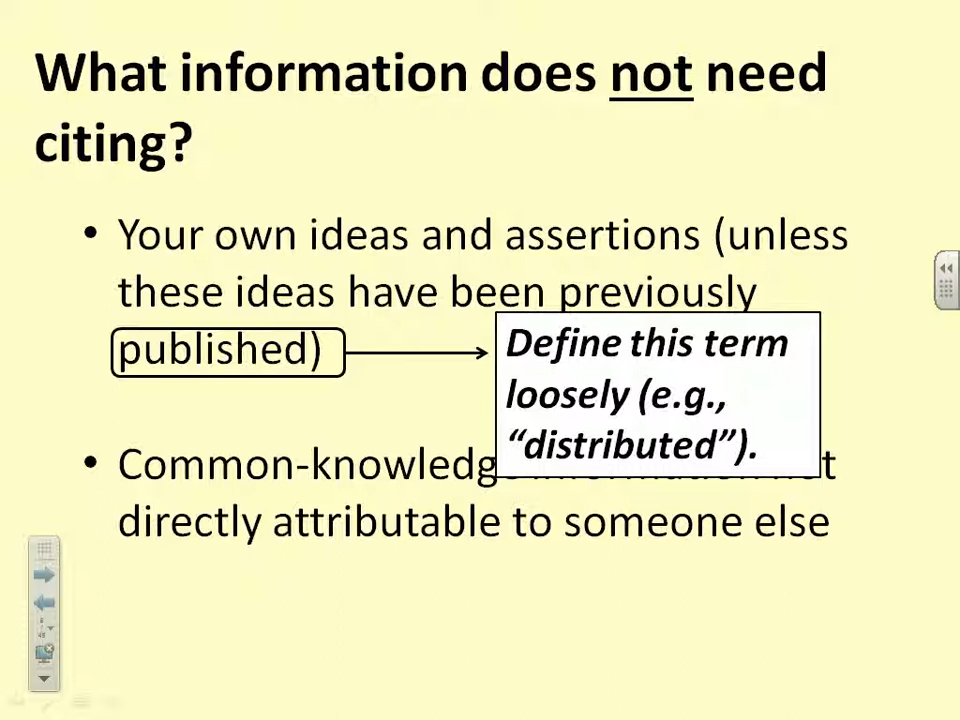 What information does not need
citing?
• Your own ideas and assertions (unless
these ideas have been previously
published)
Define this term
loosely (e.g.,
“distributed”).
• Common-knowledge
directly attributable to someone else